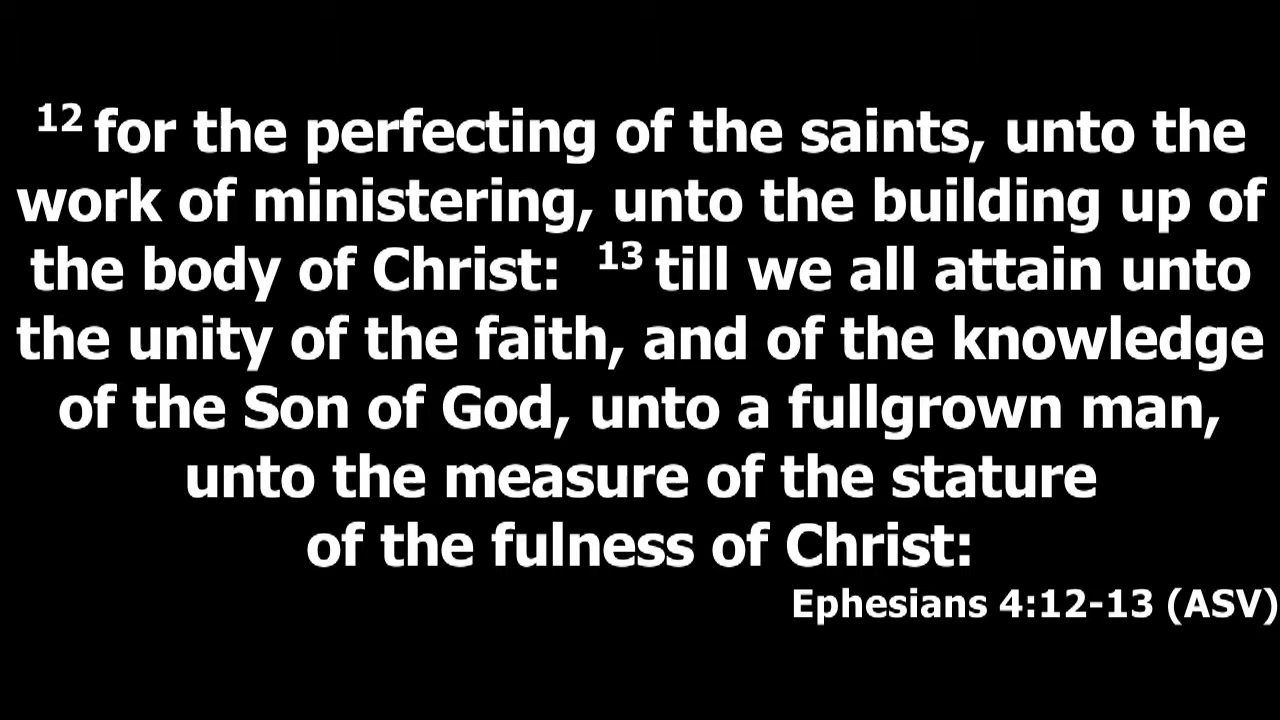 12 for the perfecting of the saints, unto the
work of ministering, unto the building up of
the body of Christ: 13 till we all attain unto
the unity of the faith, and of the knowledge
of the Son of God, unto a fullgrown man,
unto the measure of the stature
of the fulness of Christ:
Ephesians 4:12-13 (ASV)